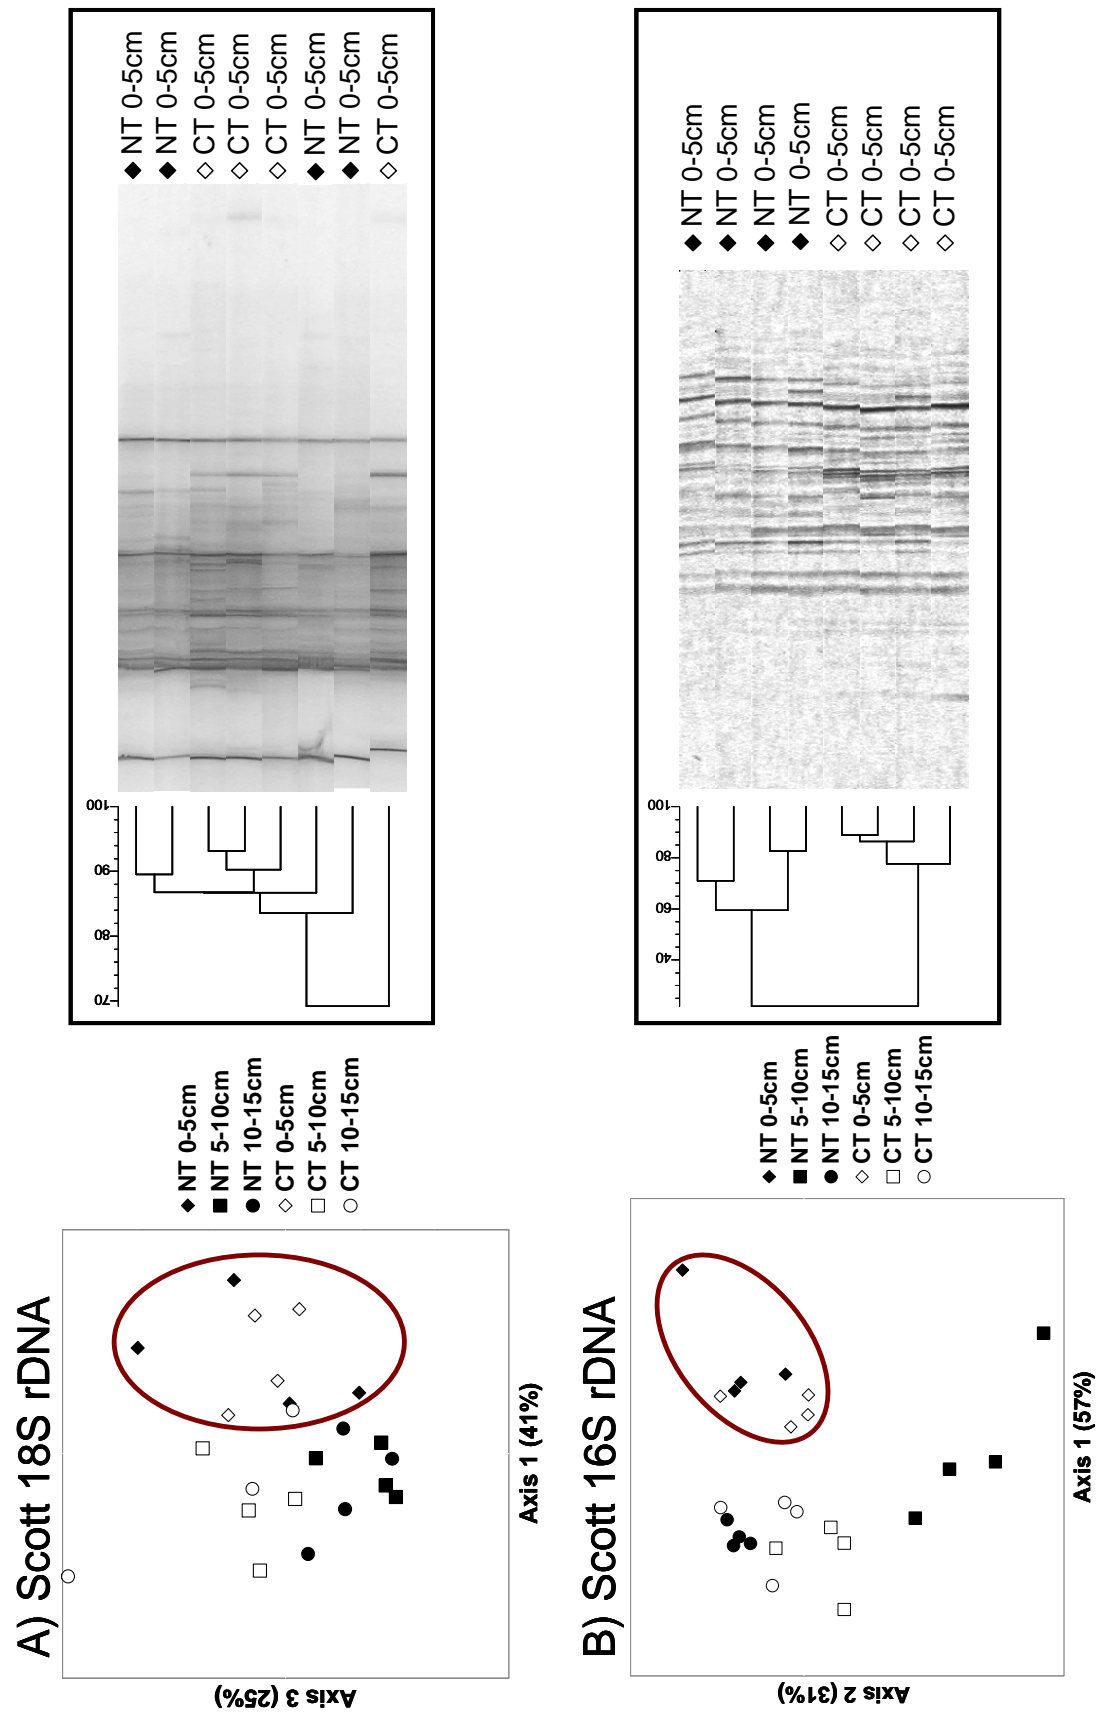 A) Scott 18S rDNA
Axis 3 (25%)
Axis 1 (41%)
NT 0-5cm
NT 5-10cm
NT 10-15cm
CT 0-5cm
CT 5-10cm
CT 10-15cm
100
90
80
70
NT 0-5cm
NT 0-5cm
CT 0-5cm
CT 0-5cm
CT 0-5cm
NT 0-5cm
NT 0-5cm
CT 0-5cm
B) Scott 16S rDNA
Axis 2 (31%)
Axis 1 (57%)
NT 0-5cm
NT 5-10cm
NT 10-15cm
CT 0-5cm
CT 5-10cm
CT 10-15cm
100
80
60
40
NT 0-5cm
NT 0-5cm
NT 0-5cm
NT 0-5cm
CT 0-5cm
CT 0-5cm
CT 0-5cm
CT 0-5cm